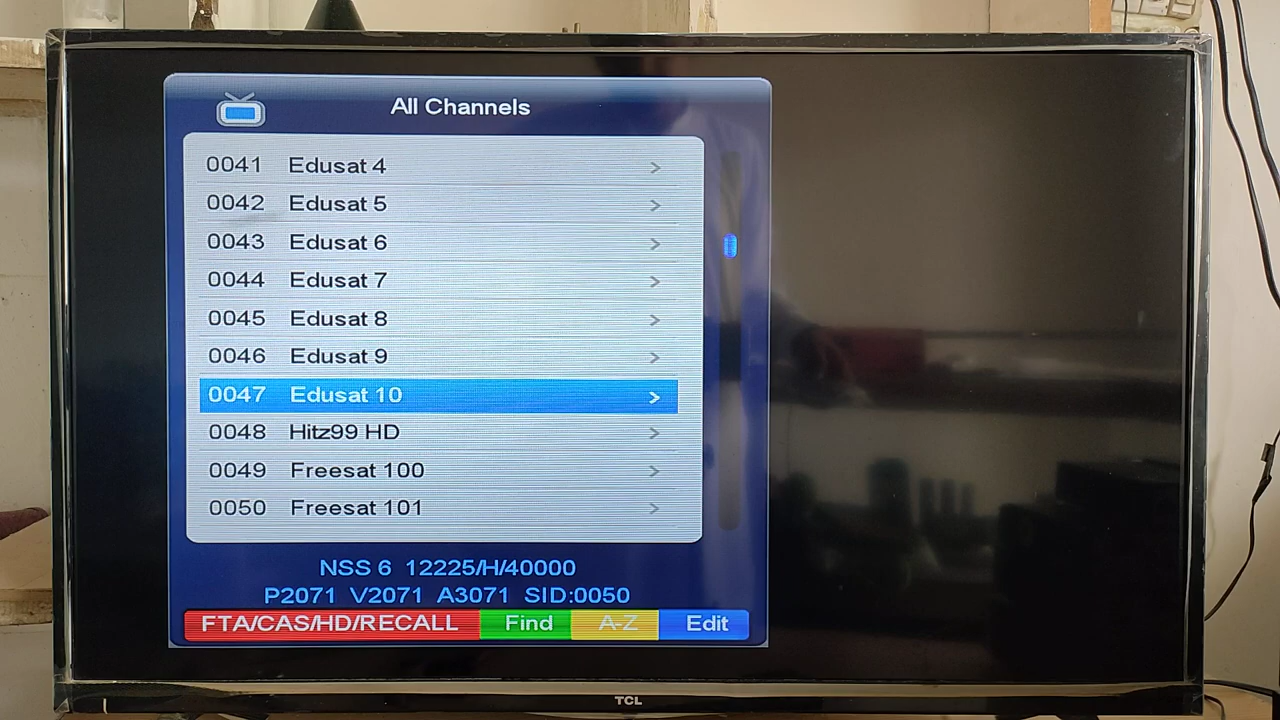 All Channels
0041 Edusat 4 >
0042 Edusat 5 >
0043 Edusat 6 >
0044 Edusat 7 >
0045 Edusat 8 >
0046 Edusat 9 >
0047 Edusat 10 >
0048 Hitz99 HD >
0049 Freesat 100 >
0050 Freesat 101 >
NSS 6 12225/H/40000
P2071 V2071 A3071 SID:0050
FTA/CAS/HD/RECALL Find A-Z Edit
TCL